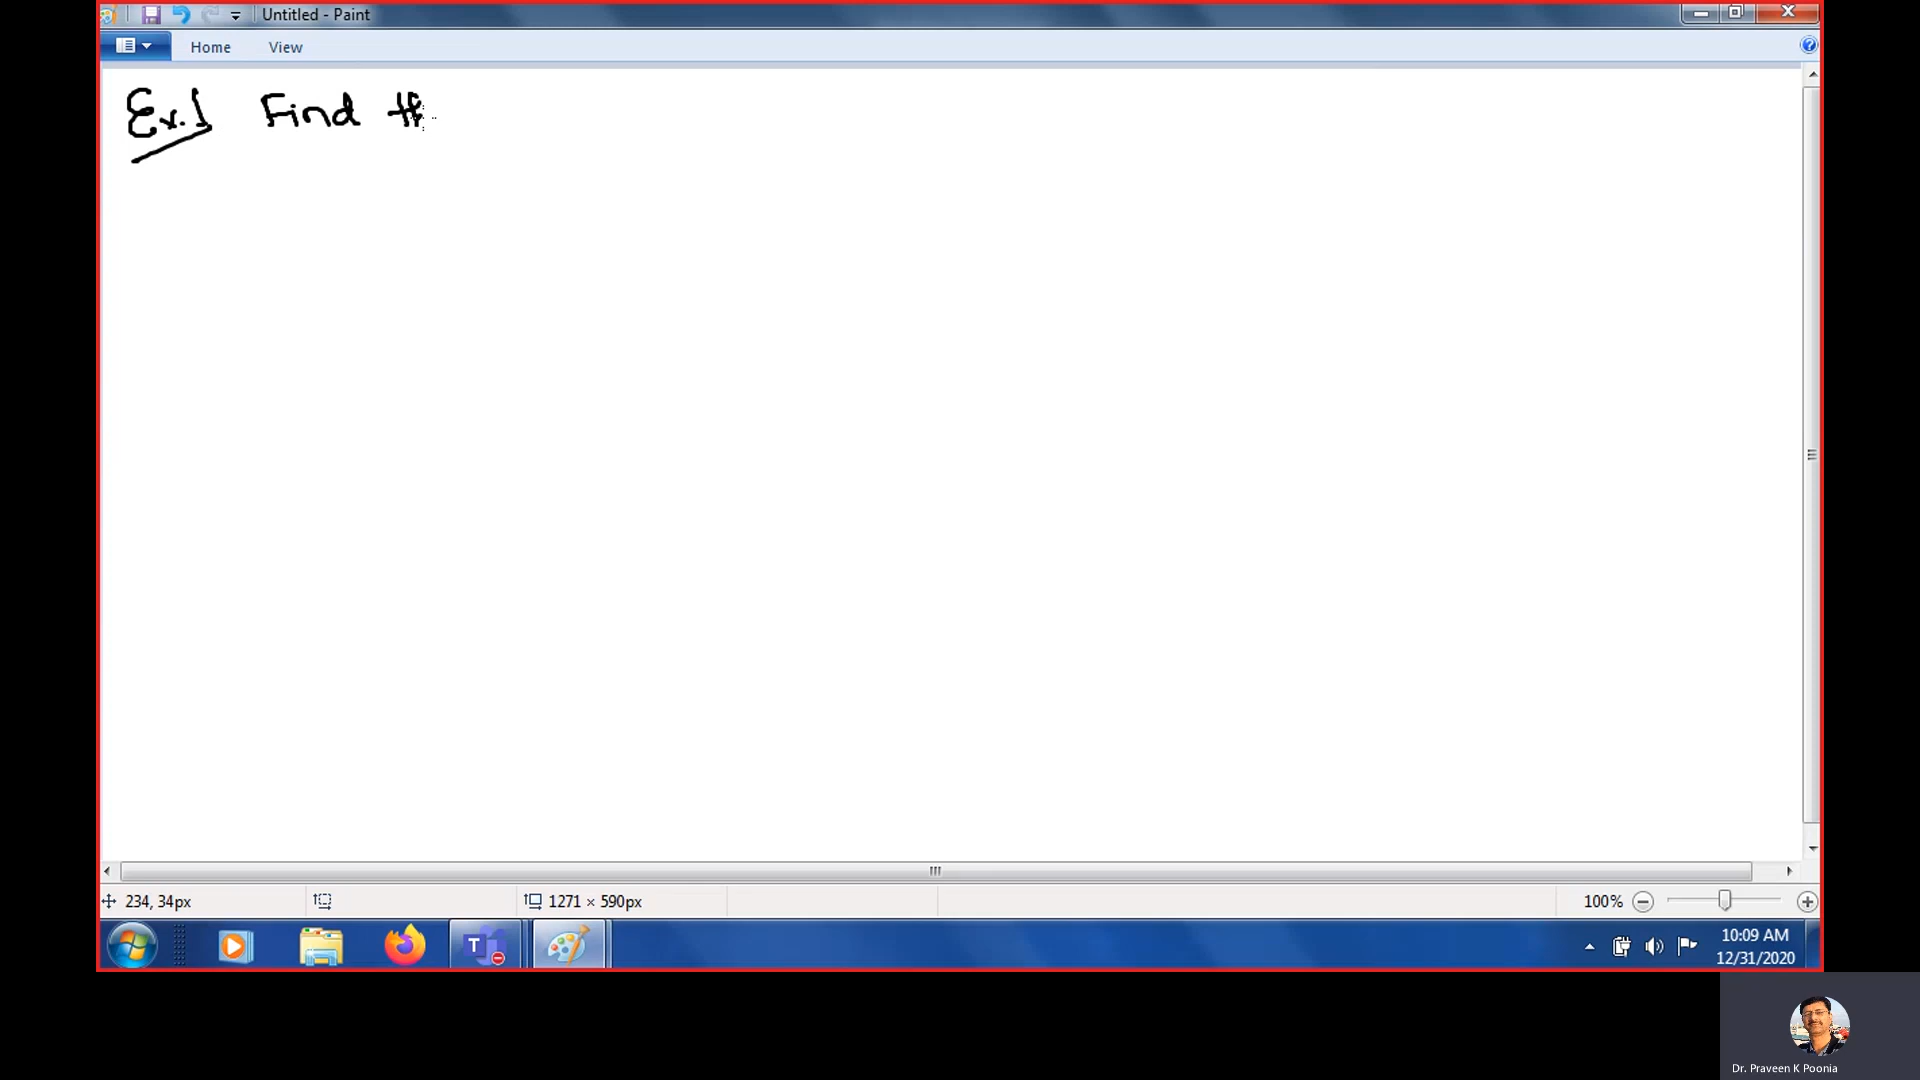 Untitled - Paint
Home View
Ex.1 Find th
234, 34px 1271 × 590px 100%
T
10:09 AM
12/31/2020
Dr. Praveen K Poonia